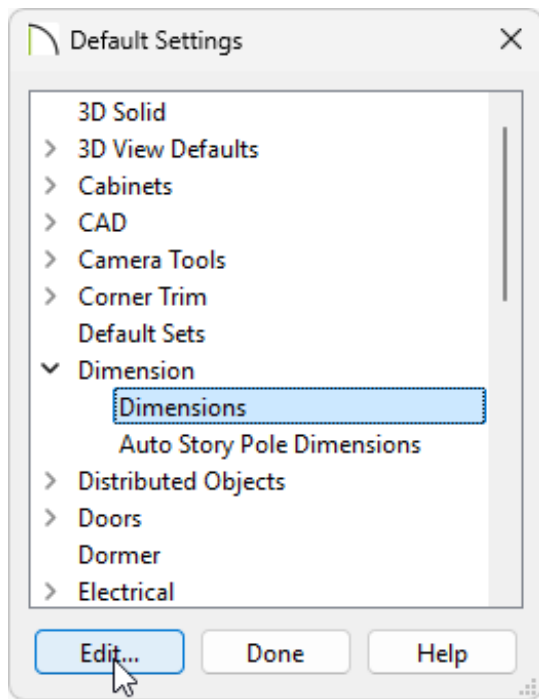 Default Settings
3D Solid
3D View Defaults
Cabinets
CAD
Camera Tools
Corner Trim
Default Sets
Dimension
Dimensions
Auto Story Pole Dimensions
Distributed Objects
Doors
Dormer
Electrical
Edit... Done Help